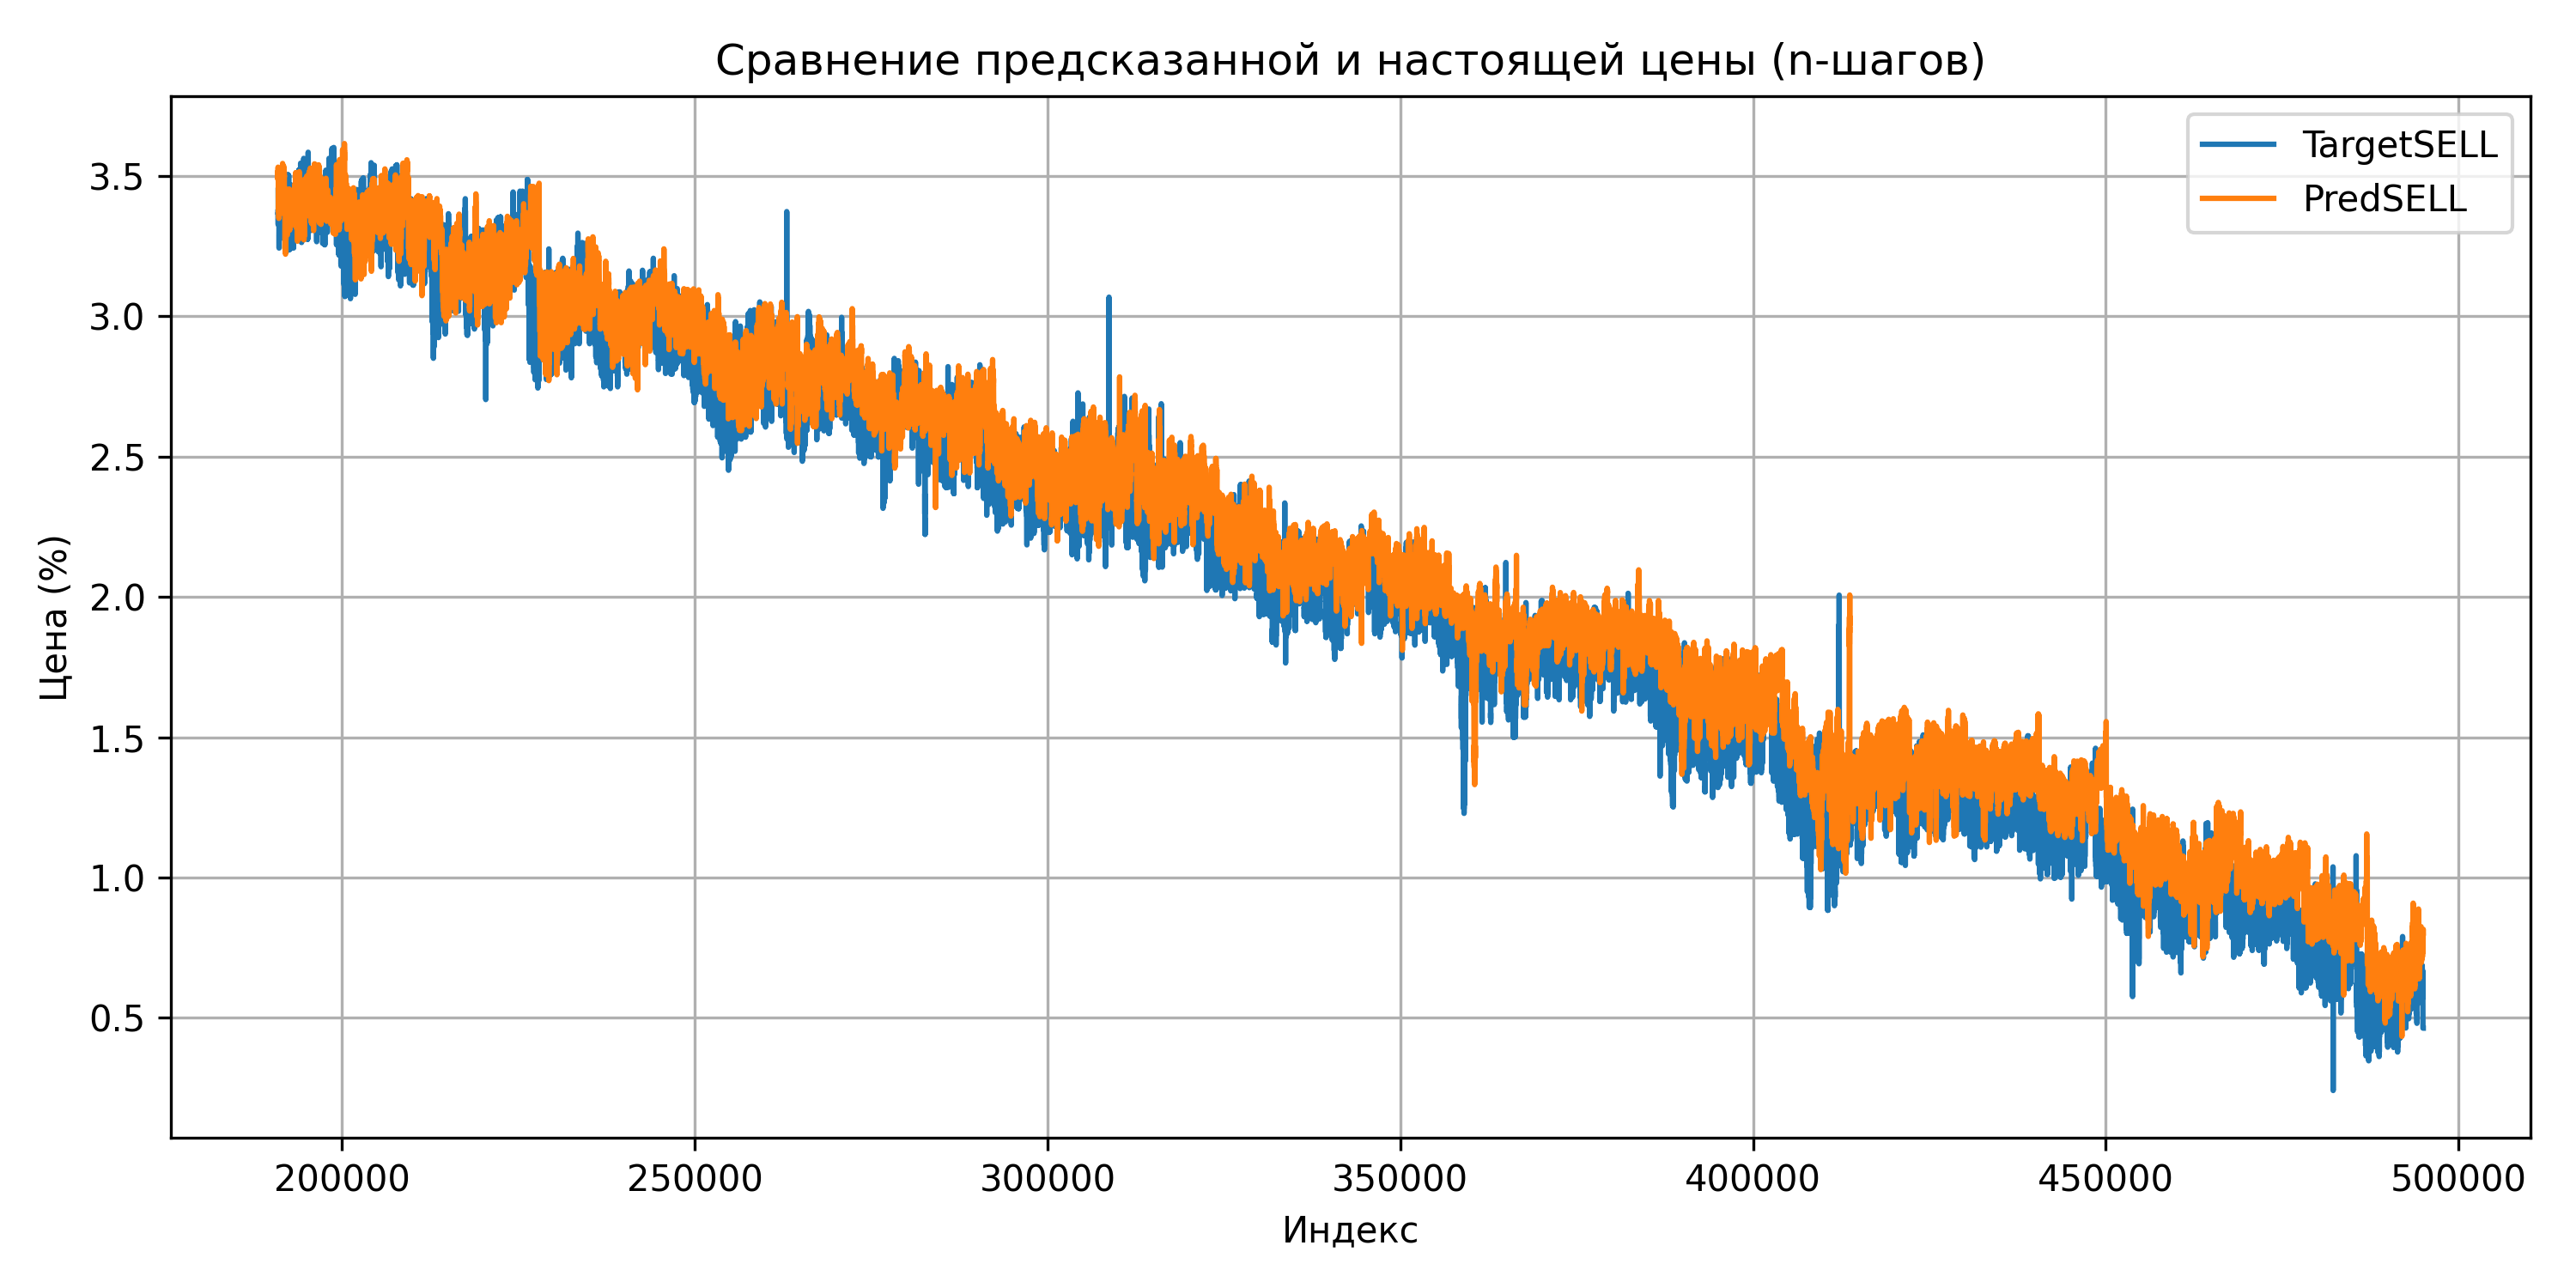 Сравнение предсказанной и настоящей цены (n-шагов)
TargetSELL
PredSELL
Цена (%)
3.5
3.0
2.5
2.0
1.5
1.0
0.5
200000 250000 300000 350000 400000 450000 500000
Индекс